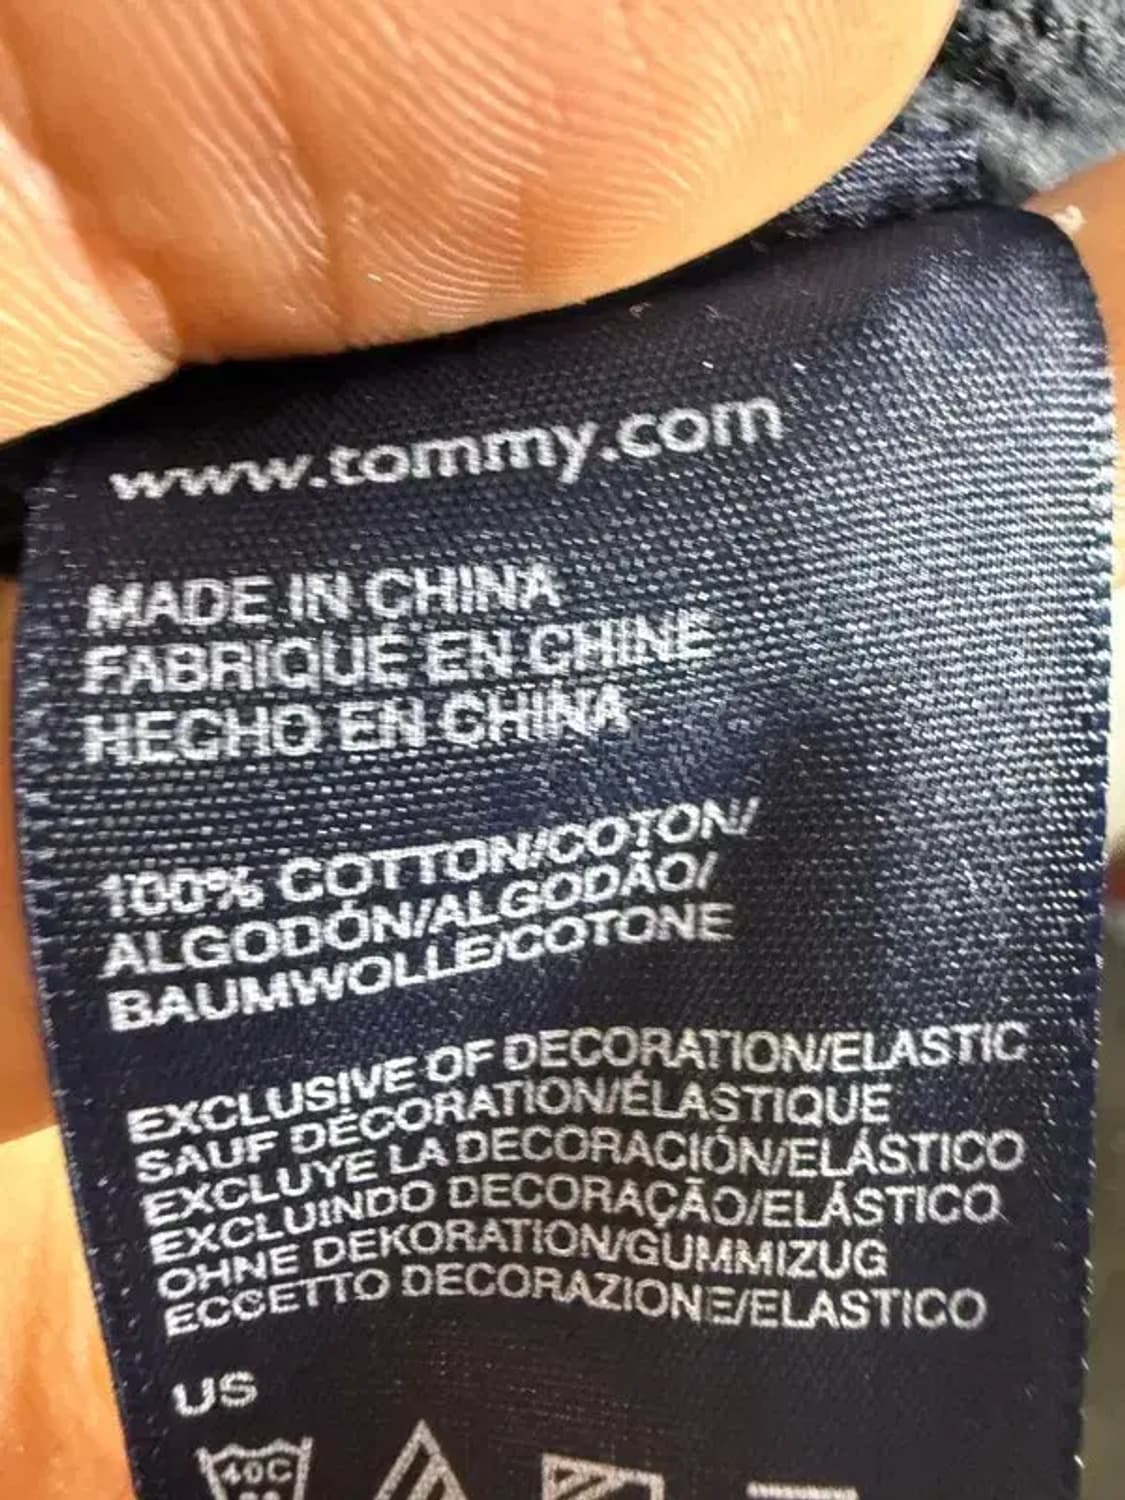 www.tommy.com
MADE IN CHINA
FABRIQUÉ EN CHINE
HECHO EN CHINA
100% COTTON/COTON/
ALGODÓN/ALGODÃO/
BAUMWOLLE/COTONE
EXCLUSIVE OF DECORATION/ELASTIC
SAUF DÉCORATION/ÉLASTIQUE
EXCLUYE LA DECORACIÓN/ELÁSTICO
EXCLUINDO DECORAÇÃO/ELÁSTICO
OHNE DEKORATION/GUMMIZUG
ECCETTO DECORAZIONE/ELASTICO
US
40C